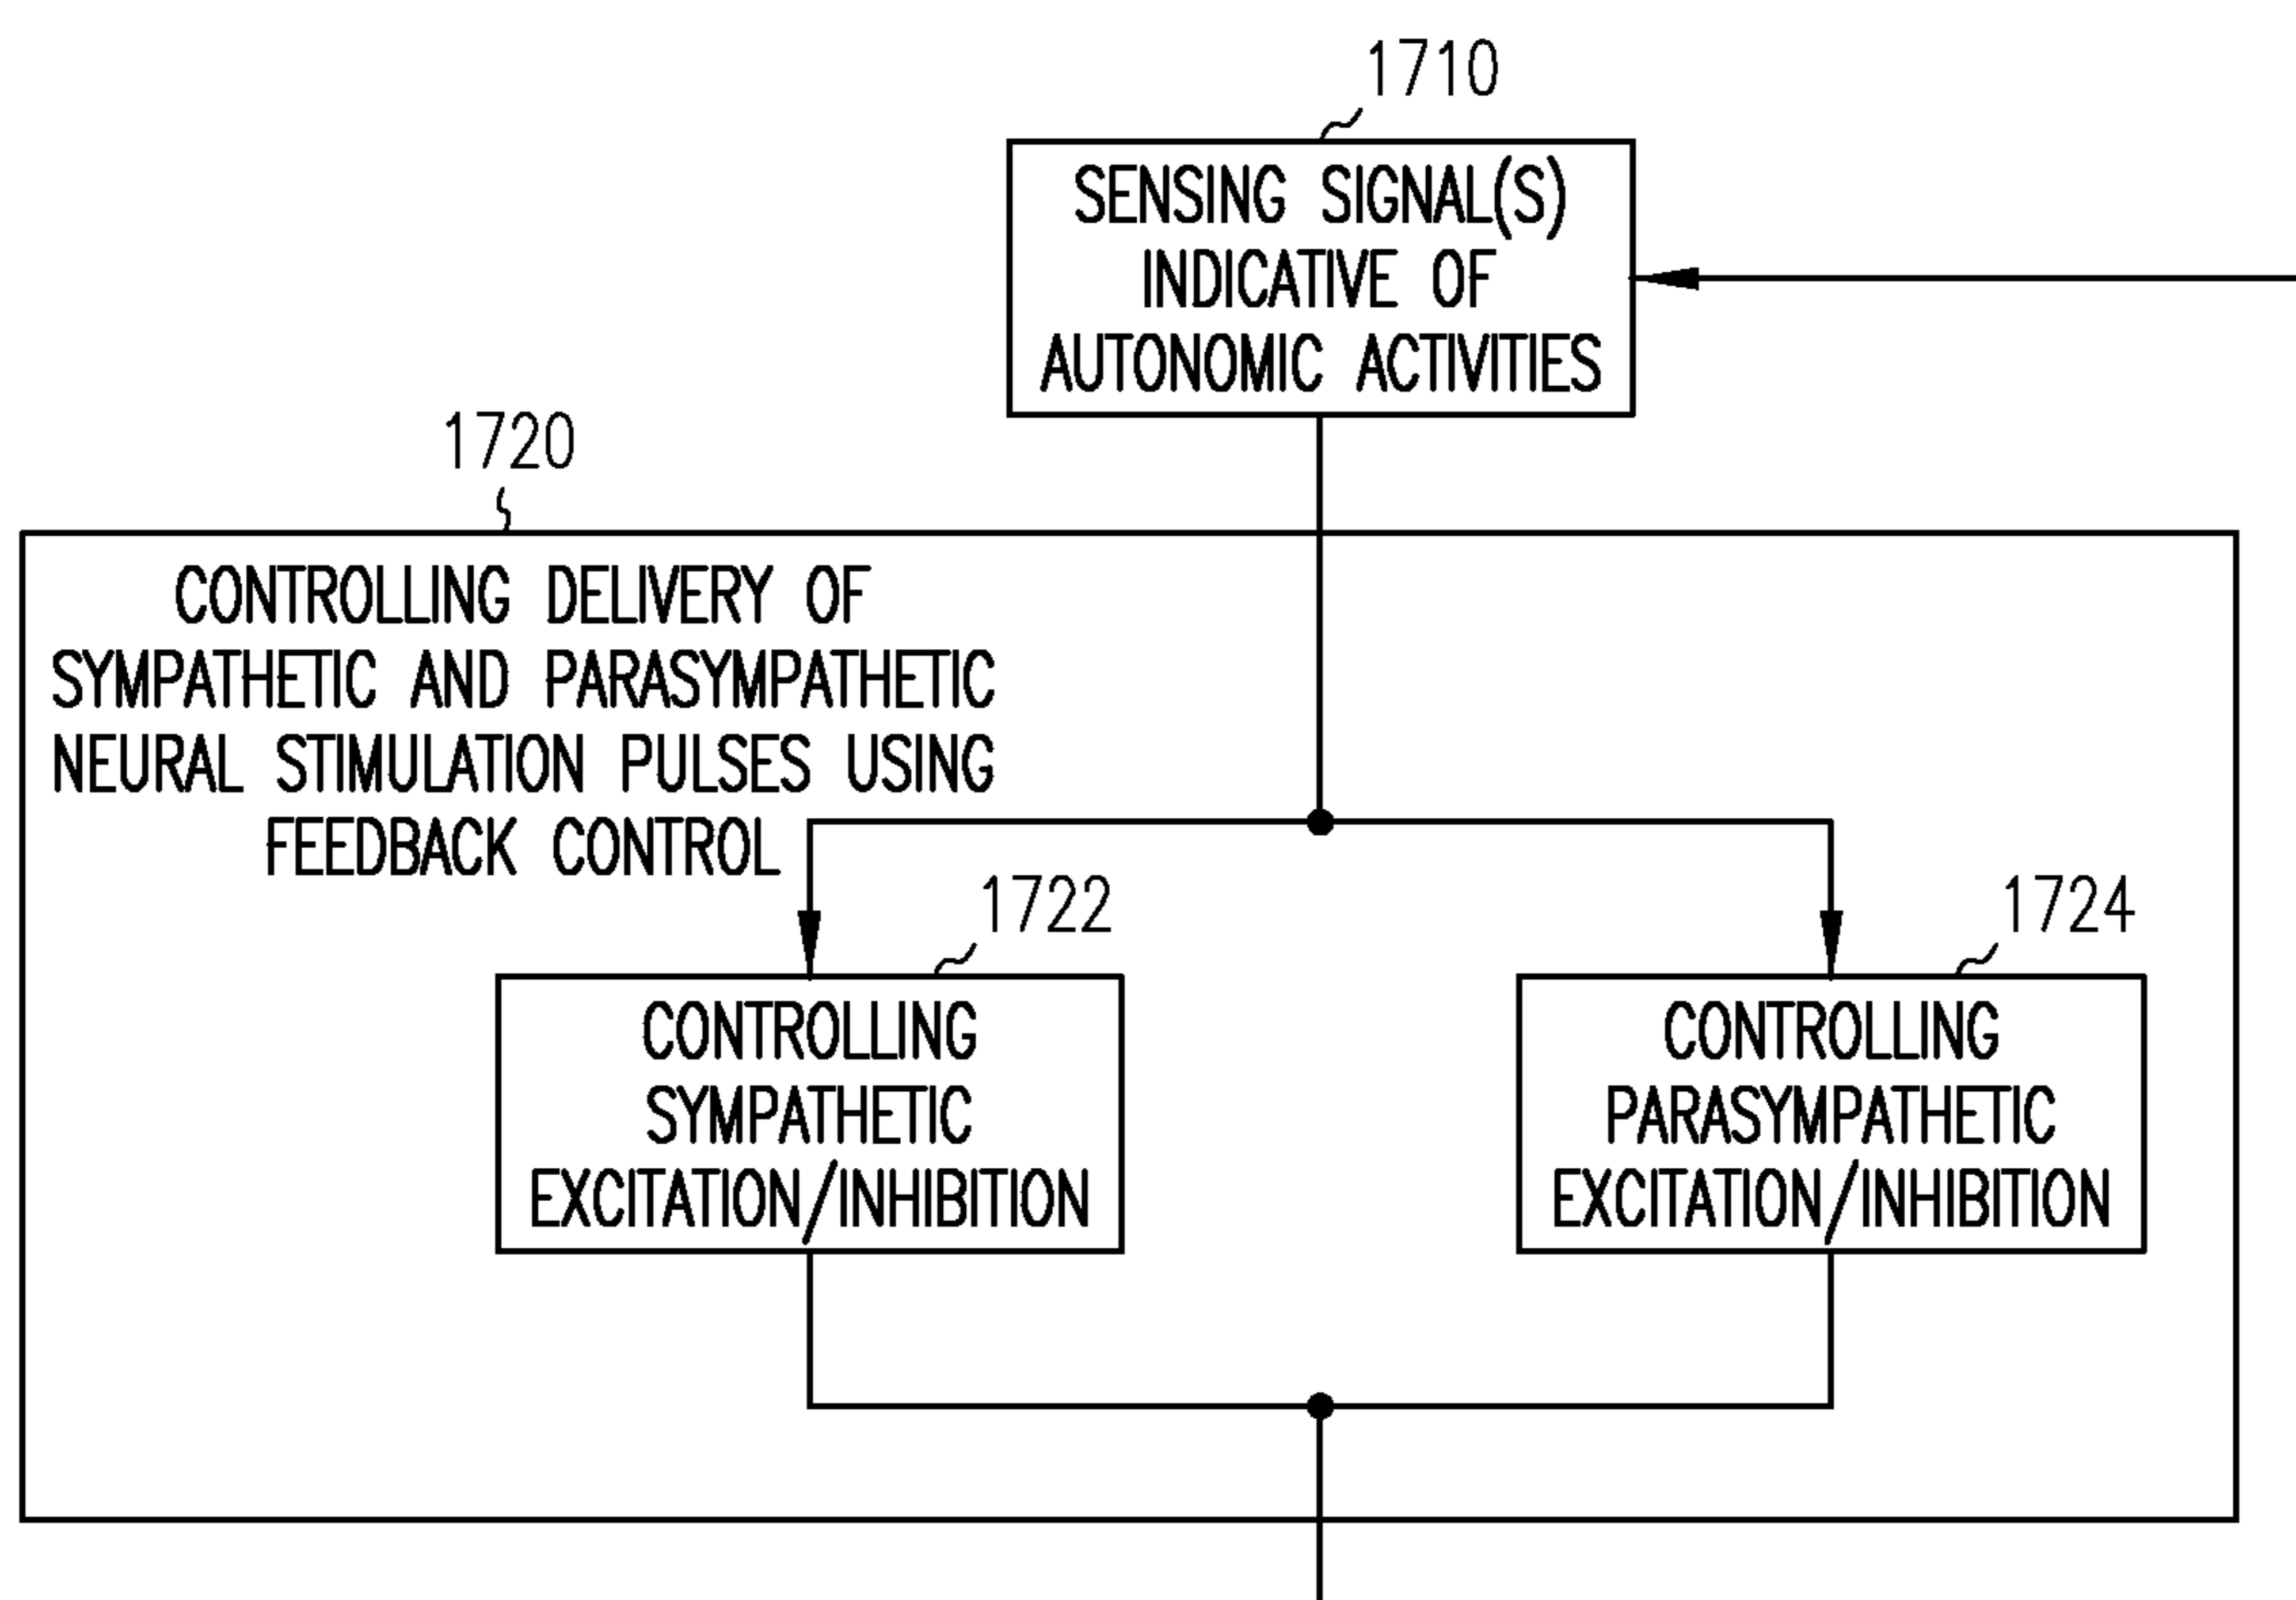 1710
SENSING SIGNAL(S)
INDICATIVE OF
AUTONOMIC ACTIVITIES
1720
CONTROLLING DELIVERY OF
SYMPATHETIC AND PARASYMPATHETIC
NEURAL STIMULATION PULSES USING
FEEDBACK CONTROL
1722
CONTROLLING
SYMPATHETIC
EXCITATION/INHIBITION
1724
CONTROLLING
PARASYMPATHETIC
EXCITATION/INHIBITION